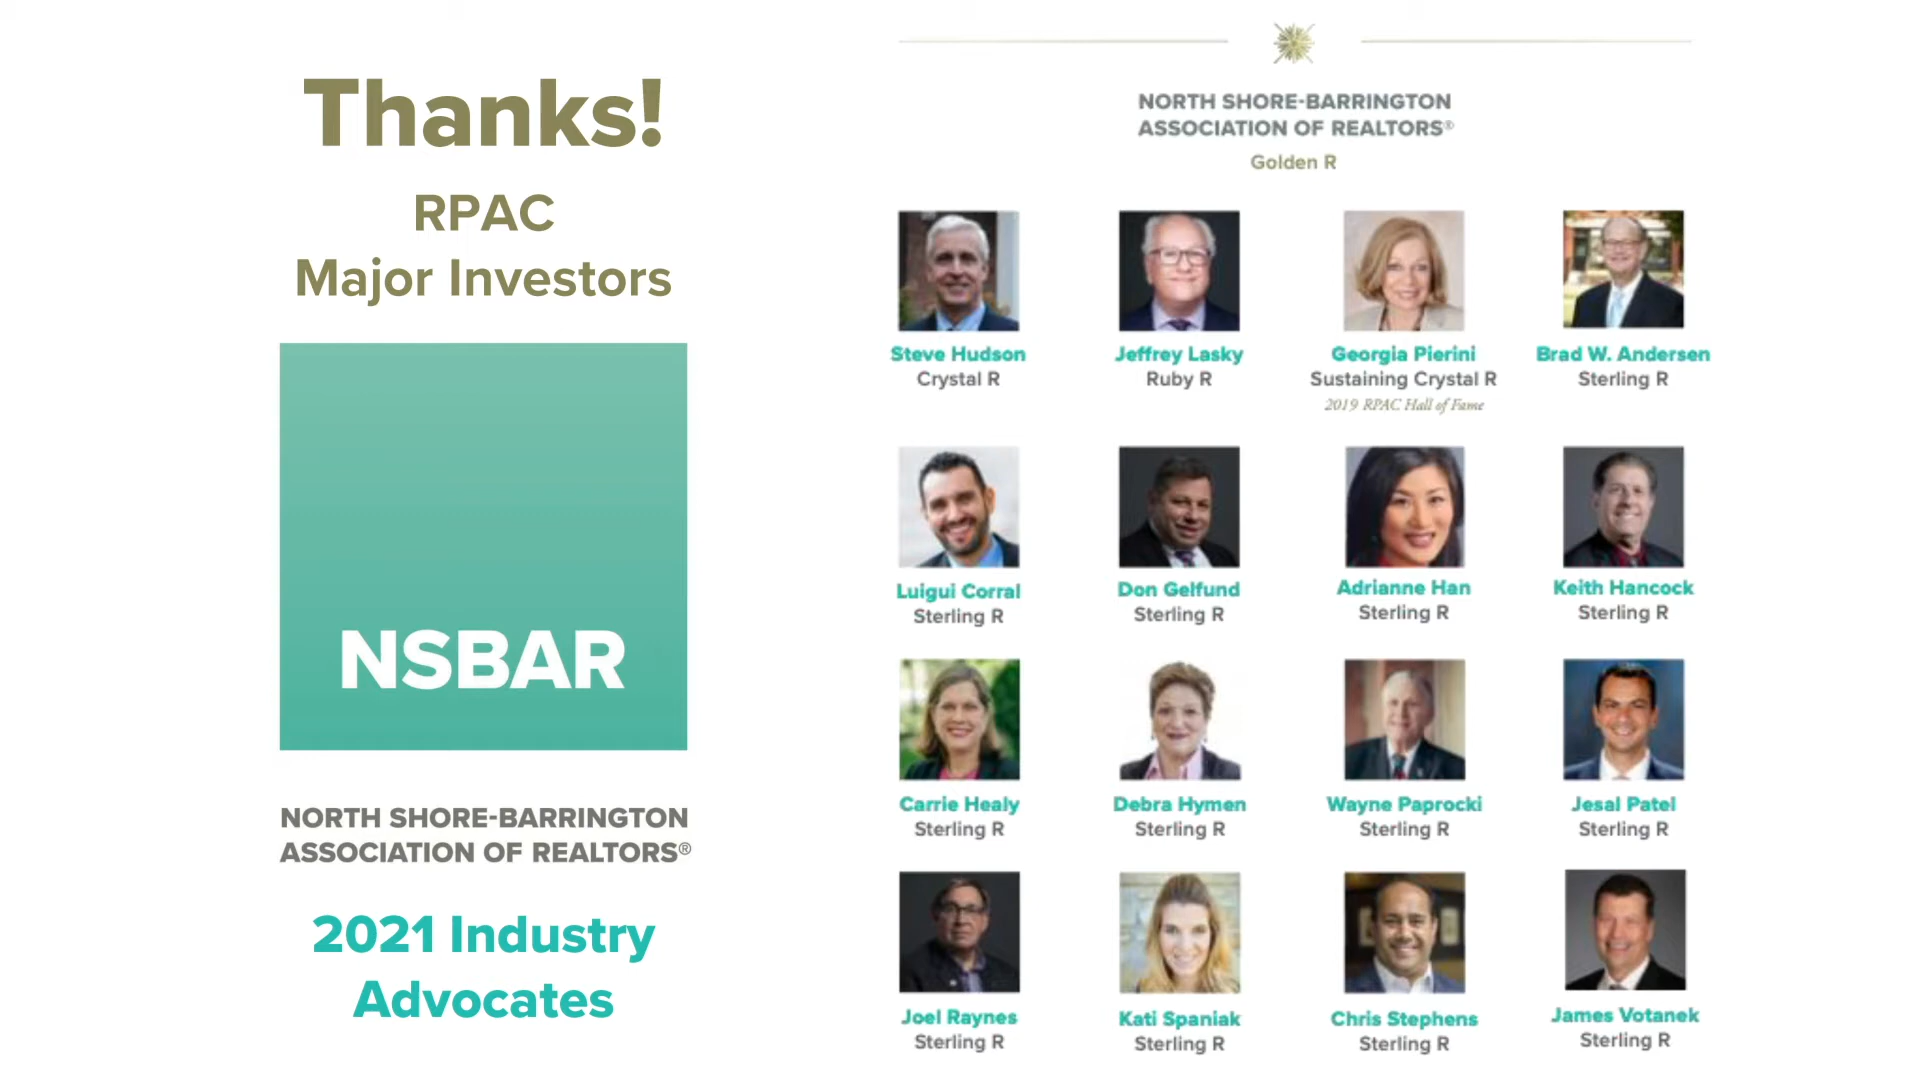 Thanks!
RPAC
Major Investors
NSBAR
NORTH SHORE-BARRINGTON
ASSOCIATION OF REALTORS®
2021 Industry
Advocates
NORTH SHORE-BARRINGTON
ASSOCIATION OF REALTORS®
Golden R
Steve Hudson
Crystal R
Jeffrey Lasky
Ruby R
Georgia Pierini
Sustaining Crystal R
2019 RPAC Hall of Fame
Brad W. Andersen
Sterling R
Luigui Corral
Sterling R
Don Gelfund
Sterling R
Adrianne Han
Sterling R
Keith Hancock
Sterling R
Carrie Healy
Sterling R
Debra Hymen
Sterling R
Wayne Paprocki
Sterling R
Jesal Patel
Sterling R
Joel Raynes
Sterling R
Kati Spaniak
Sterling R
Chris Stephens
Sterling R
James Votanek
Sterling R